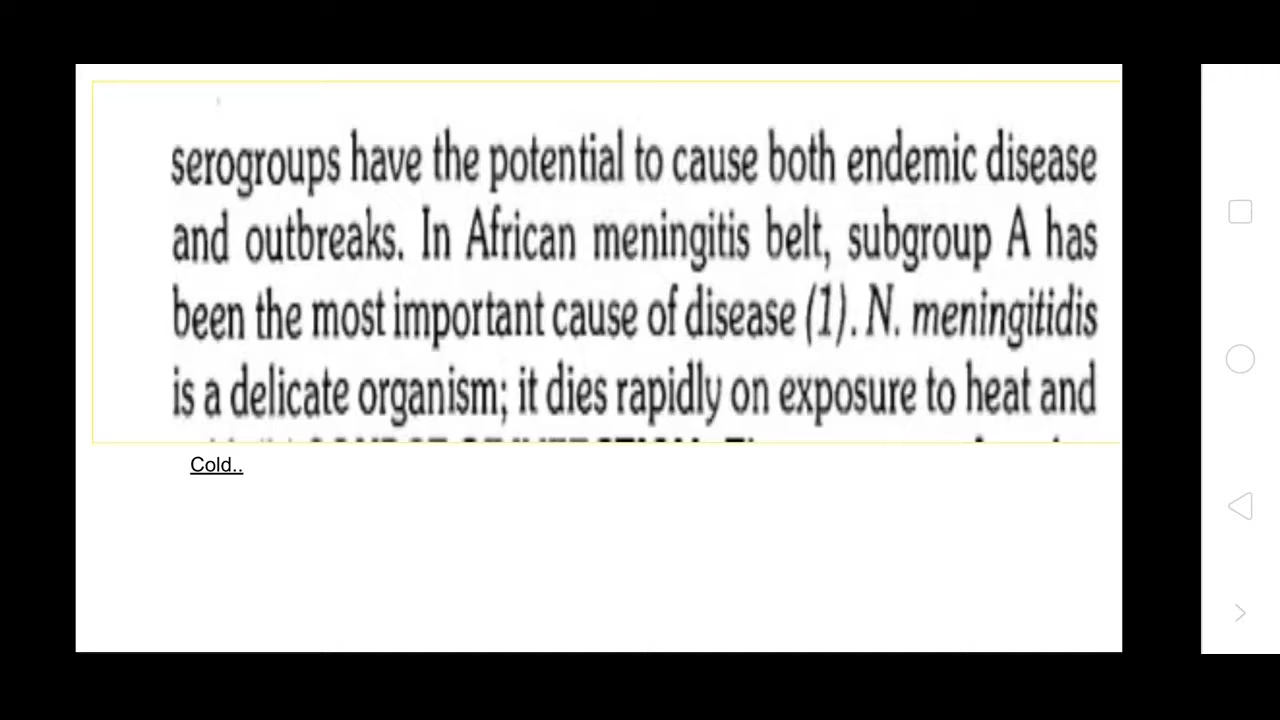 serogroups have the potential to cause both endemic disease
and outbreaks. In African meningitis belt, subgroup A has
been the most important cause of disease (1). N. meningitidis
is a delicate organism; it dies rapidly on exposure to heat and
Cold..